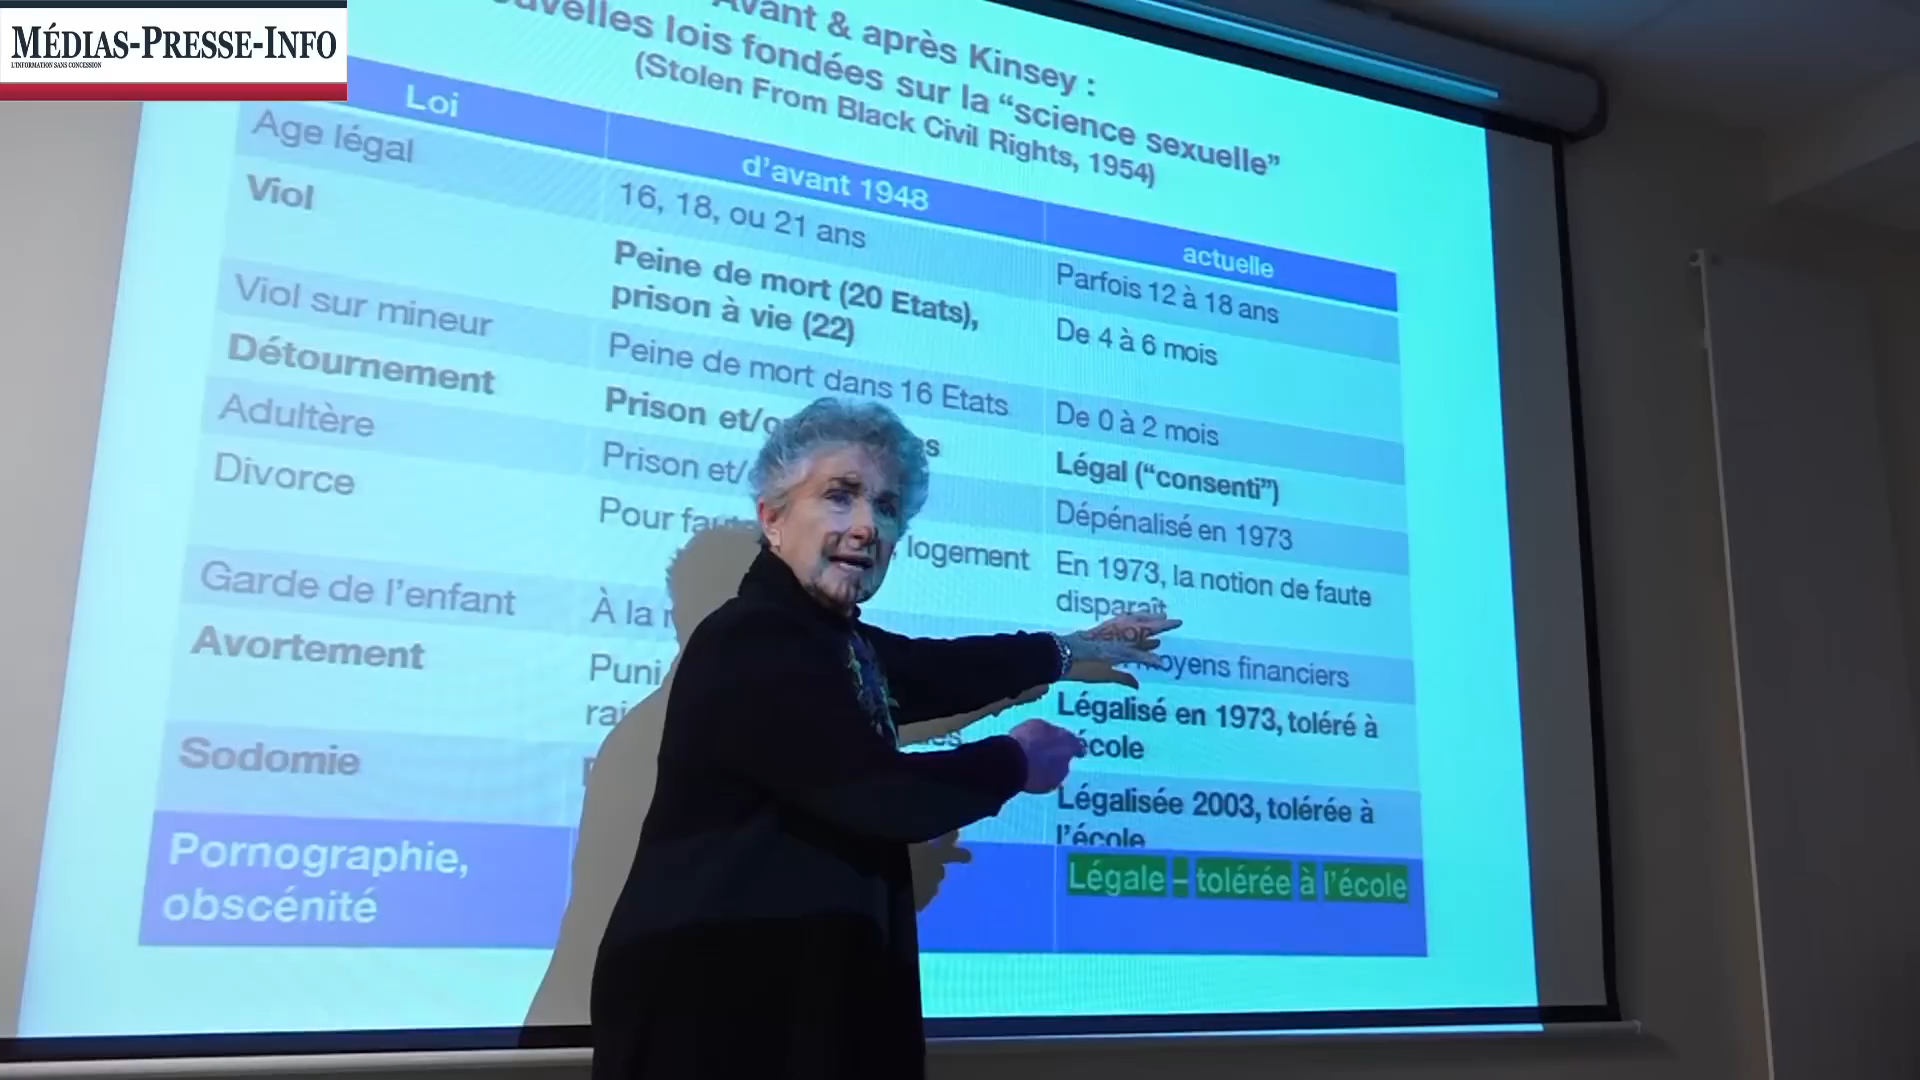 MÉDIAS-PRESSE-INFO
L'INFORMATION SANS CONCESSION
Avant & après Kinsey :
lois fondées sur la “science sexuelle”
(Stolen From Black Civil Rights, 1954)
Loi
d’avant 1948
actuelle
Age légal
16, 18, ou 21 ans
Parfois 12 à 18 ans
Viol
Peine de mort (20 Etats),
prison à vie (22)
De 4 à 6 mois
Viol sur mineur
Peine de mort dans 16 Etats
De 0 à 2 mois
Détournement
Prison
Légal (“consenti”)
Adultère
Prison
Dépénalisé en 1973
Divorce
Pour
logement
En 1973, la notion de faute
disparaît
Garde de l’enfant
À la
moyens financiers
Avortement
Puni
Légalisé en 1973, toléré à
école
Sodomie
Légalisée 2003, tolérée à
l’école
Pornographie,
obscénité
Légale – tolérée à l’école